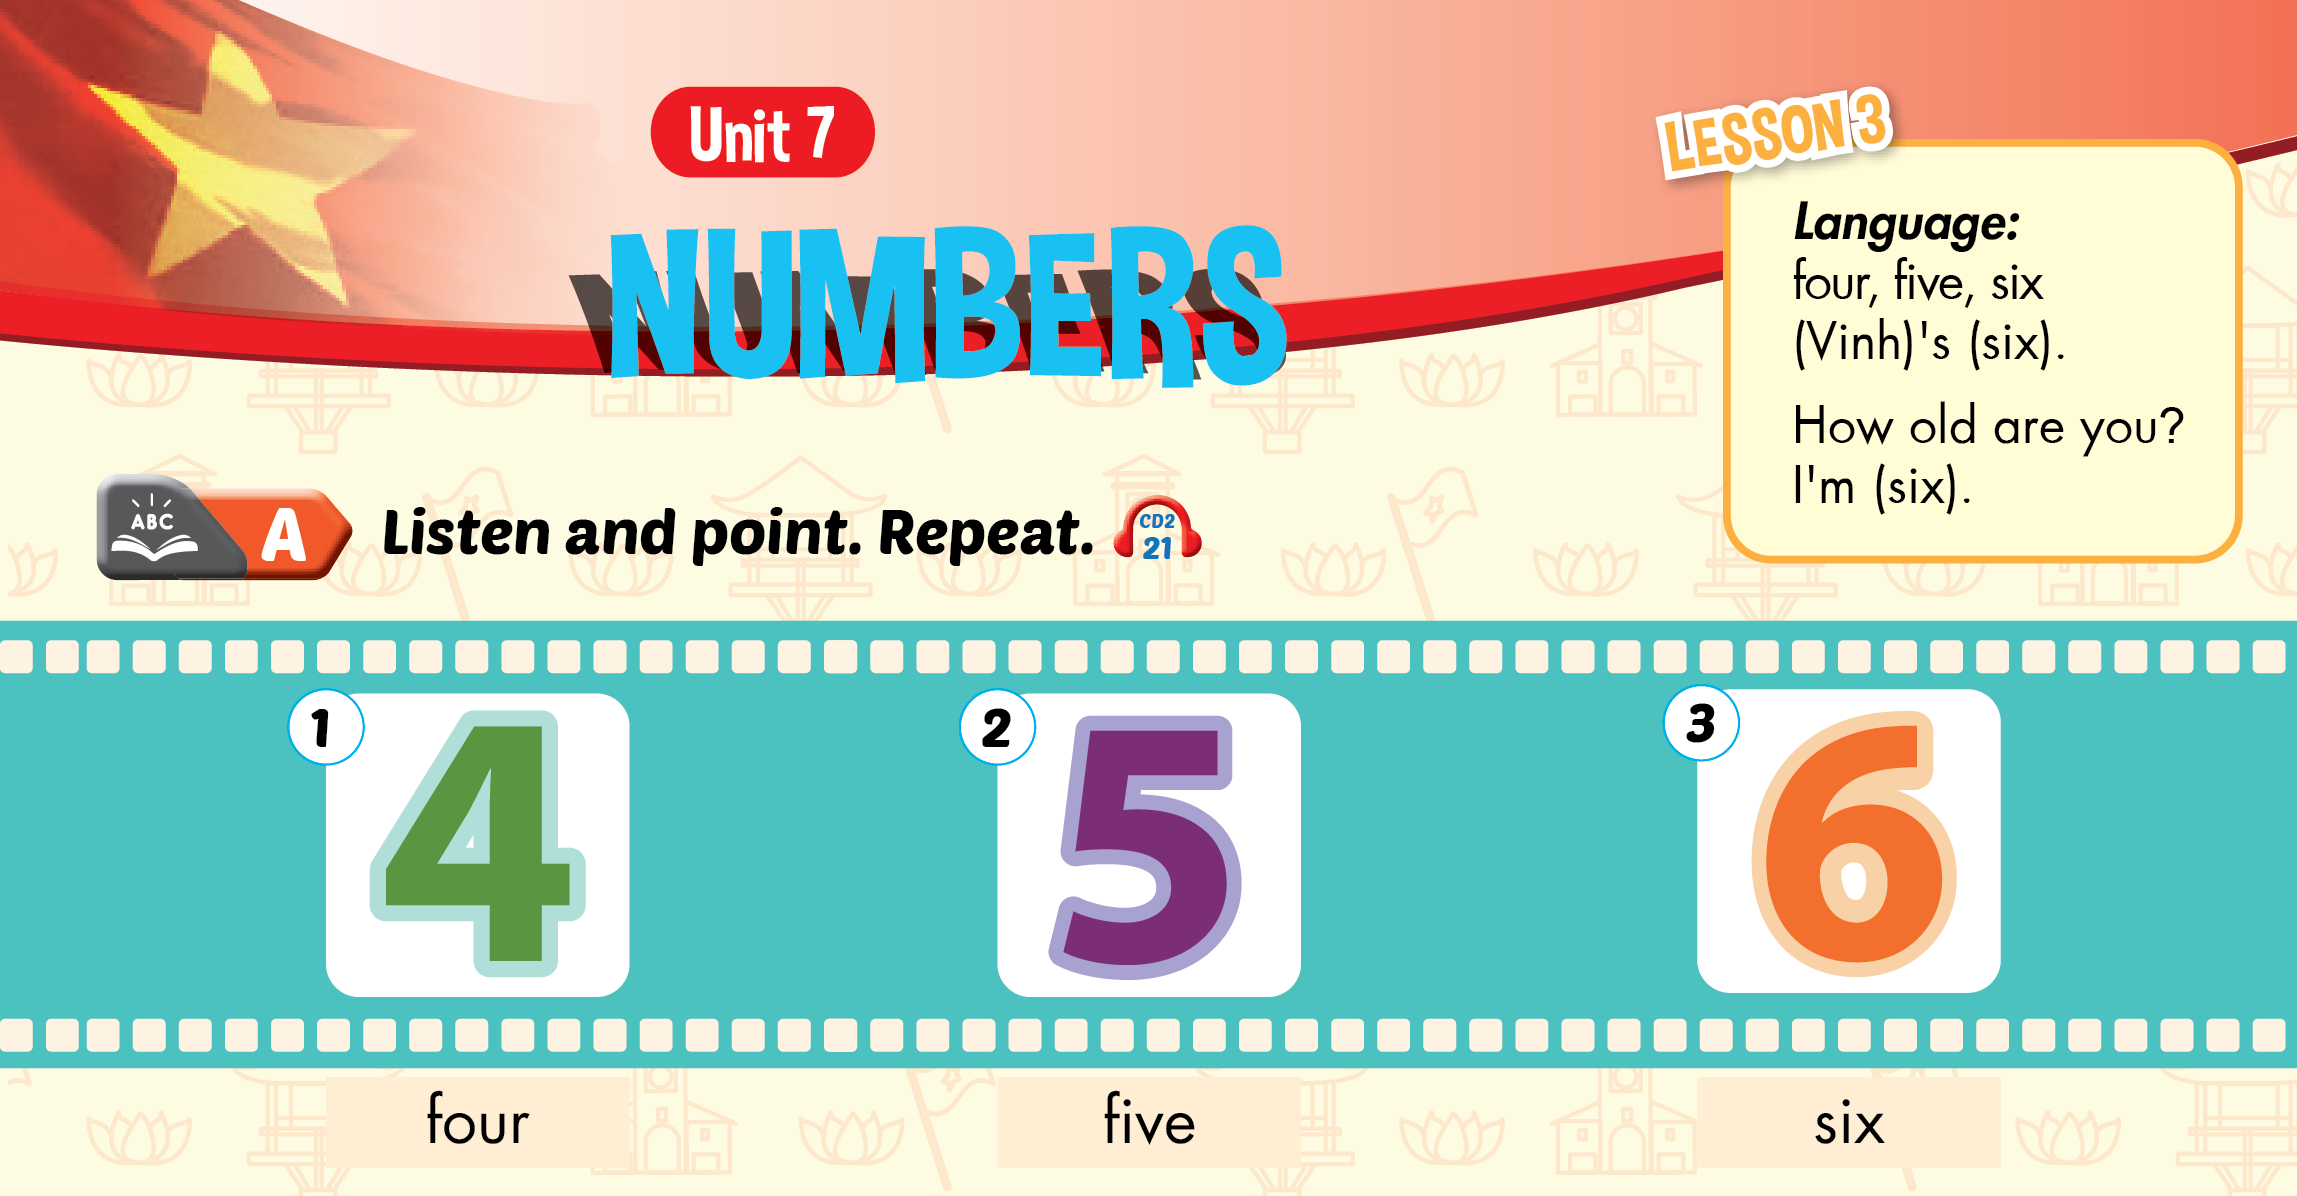 Unit 7
NUMBERS
LESSON 3
Language:
four, five, six
(Vinh)'s (six).
How old are you?
I'm (six).
ABC
A
Listen and point. Repeat.
CD2
21
1
4
2
5
3
6
four
five
six